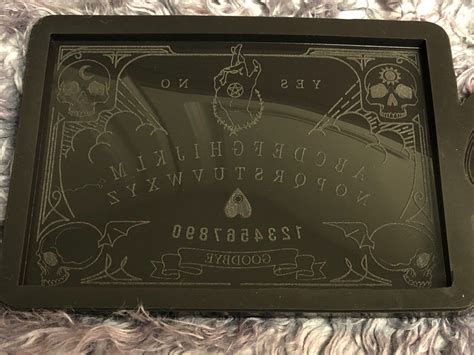 YES NO
ABCDEFGHIJKLM
NOPQRSTUVWXYZ
1234567890
GOODBYE